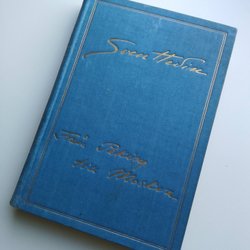 Sven Hedin
Från Peking
till Moskva